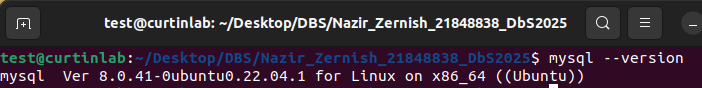 test@curtinlab: ~/Desktop/DBS/Nazir_Zernish_21848838_DbS2025
test@curtinlab:~/Desktop/DBS/Nazir_Zernish_21848838_DbS2025$ mysql --version
mysql  Ver 8.0.41-0ubuntu0.22.04.1 for Linux on x86_64 ((Ubuntu))